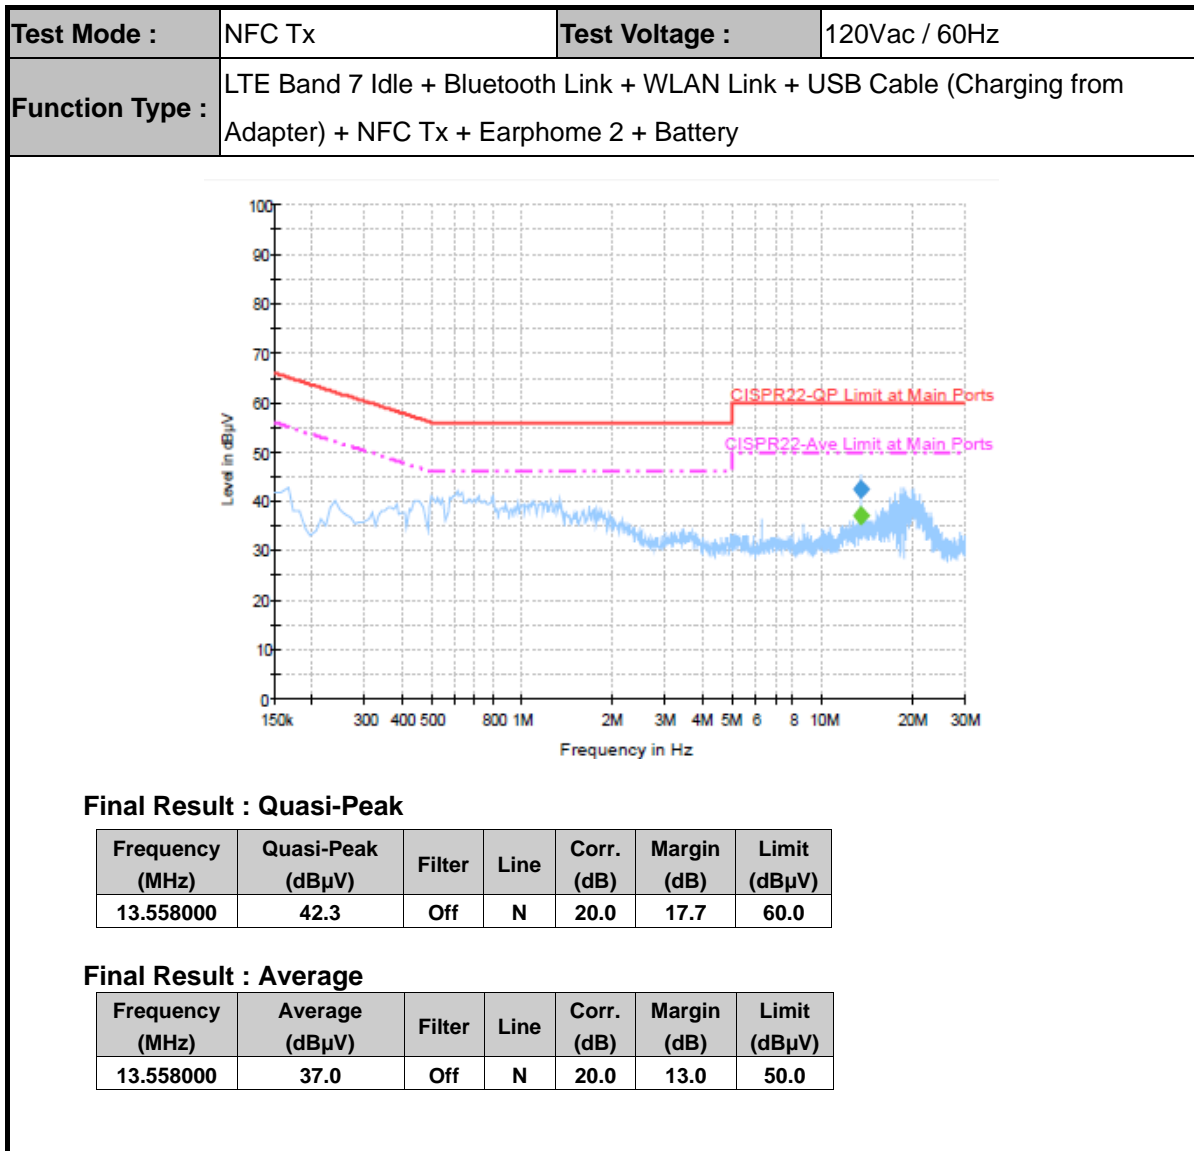 Test Mode : NFC Tx Test Voltage : 120Vac / 60Hz
Function Type : LTE Band 7 Idle + Bluetooth Link + WLAN Link + USB Cable (Charging from
Adapter) + NFC Tx + Earphome 2 + Battery
100
90
80
70
60
50
40
30
20
10
0
Level in dBµV
CISPR22-QP Limit at Main Ports
CISPR22-Ave Limit at Main Ports
150k 300 400 500 800 1M 2M 3M 4M 5M 6 8 10M 20M 30M
Frequency in Hz
Final Result : Quasi-Peak
Frequency (MHz) Quasi-Peak (dBµV) Filter Line Corr. (dB) Margin (dB) Limit (dBµV)
13.558000 42.3 Off N 20.0 17.7 60.0
Final Result : Average
Frequency (MHz) Average (dBµV) Filter Line Corr. (dB) Margin (dB) Limit (dBµV)
13.558000 37.0 Off N 20.0 13.0 50.0